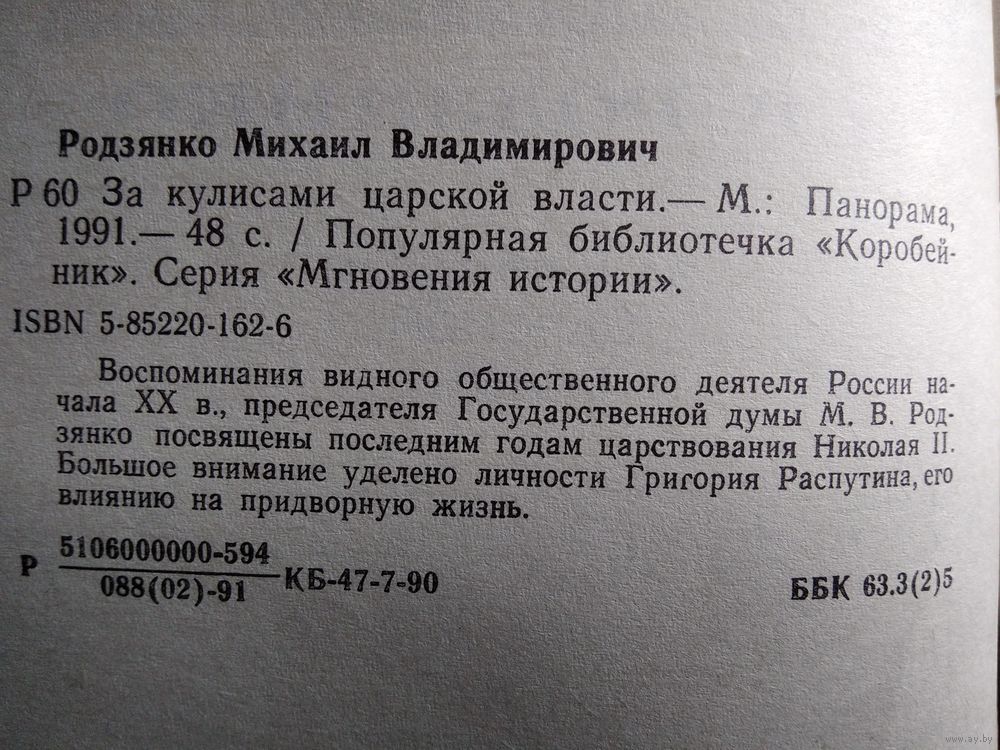 Родзянко Михаил Владимирович
Р 60 За кулисами царской власти.— М.: Панорама,
1991.— 48 с. / Популярная библиотечка «Коробей-
ник». Серия «Мгновения истории».
ISBN 5-85220-162-6
Воспоминания видного общественного деятеля России на-
чала XX в., председателя Государственной думы М. В. Род-
зянко посвящены последним годам царствования Николая II.
Большое внимание уделено личности Григория Распутина, его
влиянию на придворную жизнь.
5106000000-594
Р КБ-47-7-90 ББК 63.3(2)5
088(02)-91
www.ay.by